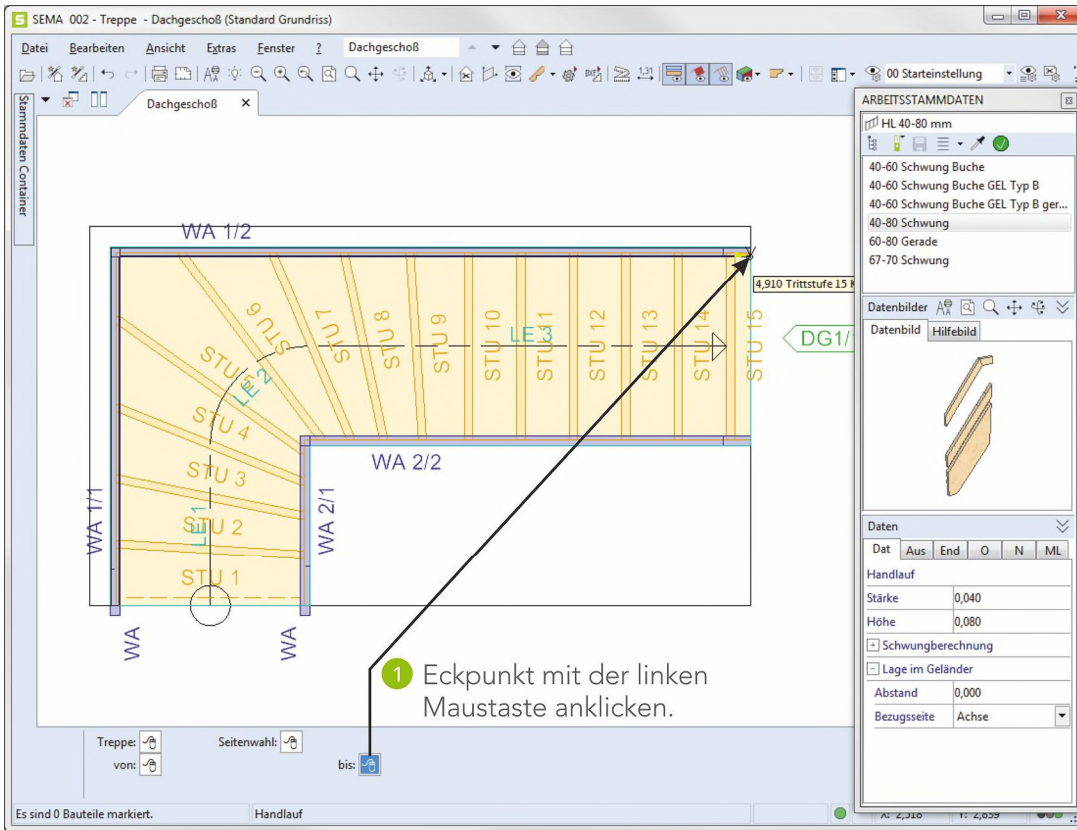 SEMA 002 - Treppe - Dachgeschoß (Standard Grundriss)
Datei Bearbeiten Ansicht Extras Fenster ? Dachgeschoß
00 Starteinstellung
Stammdaten Container
Dachgeschoß
ARBEITSSTAMMDATEN
HL 40-80 mm
40-60 Schwung Buche
40-60 Schwung Buche GEL Typ B
40-60 Schwung Buche GEL Typ B ger...
40-80 Schwung
60-80 Gerade
67-70 Schwung
Datenbilder
Datenbild Hilfebild
Daten
Dat Aus End O N ML
Handlauf
Stärke 0,040
Höhe 0,080
Schwungberechnung
Lage im Geländer
Abstand 0,000
Bezugsseite Achse
WA 1/2
4,910 Trittstufe 15 K
DG1/
STU 6
STU 7
STU 8
STU 9
STU 10
STU 11
STU 12
STU 13
STU 14
STU 15
LE 3
STU 5
LE 2
STU 4
STU 3
STU 2
LE 1
STU 1
WA 1/1
WA 2/1
WA 2/2
WA
WA
1 Eckpunkt mit der linken
Maustaste anklicken.
Treppe: Seitenwahl:
von: bis:
Es sind 0 Bauteile markiert. Handlauf X: 2,518 Y: 2,859